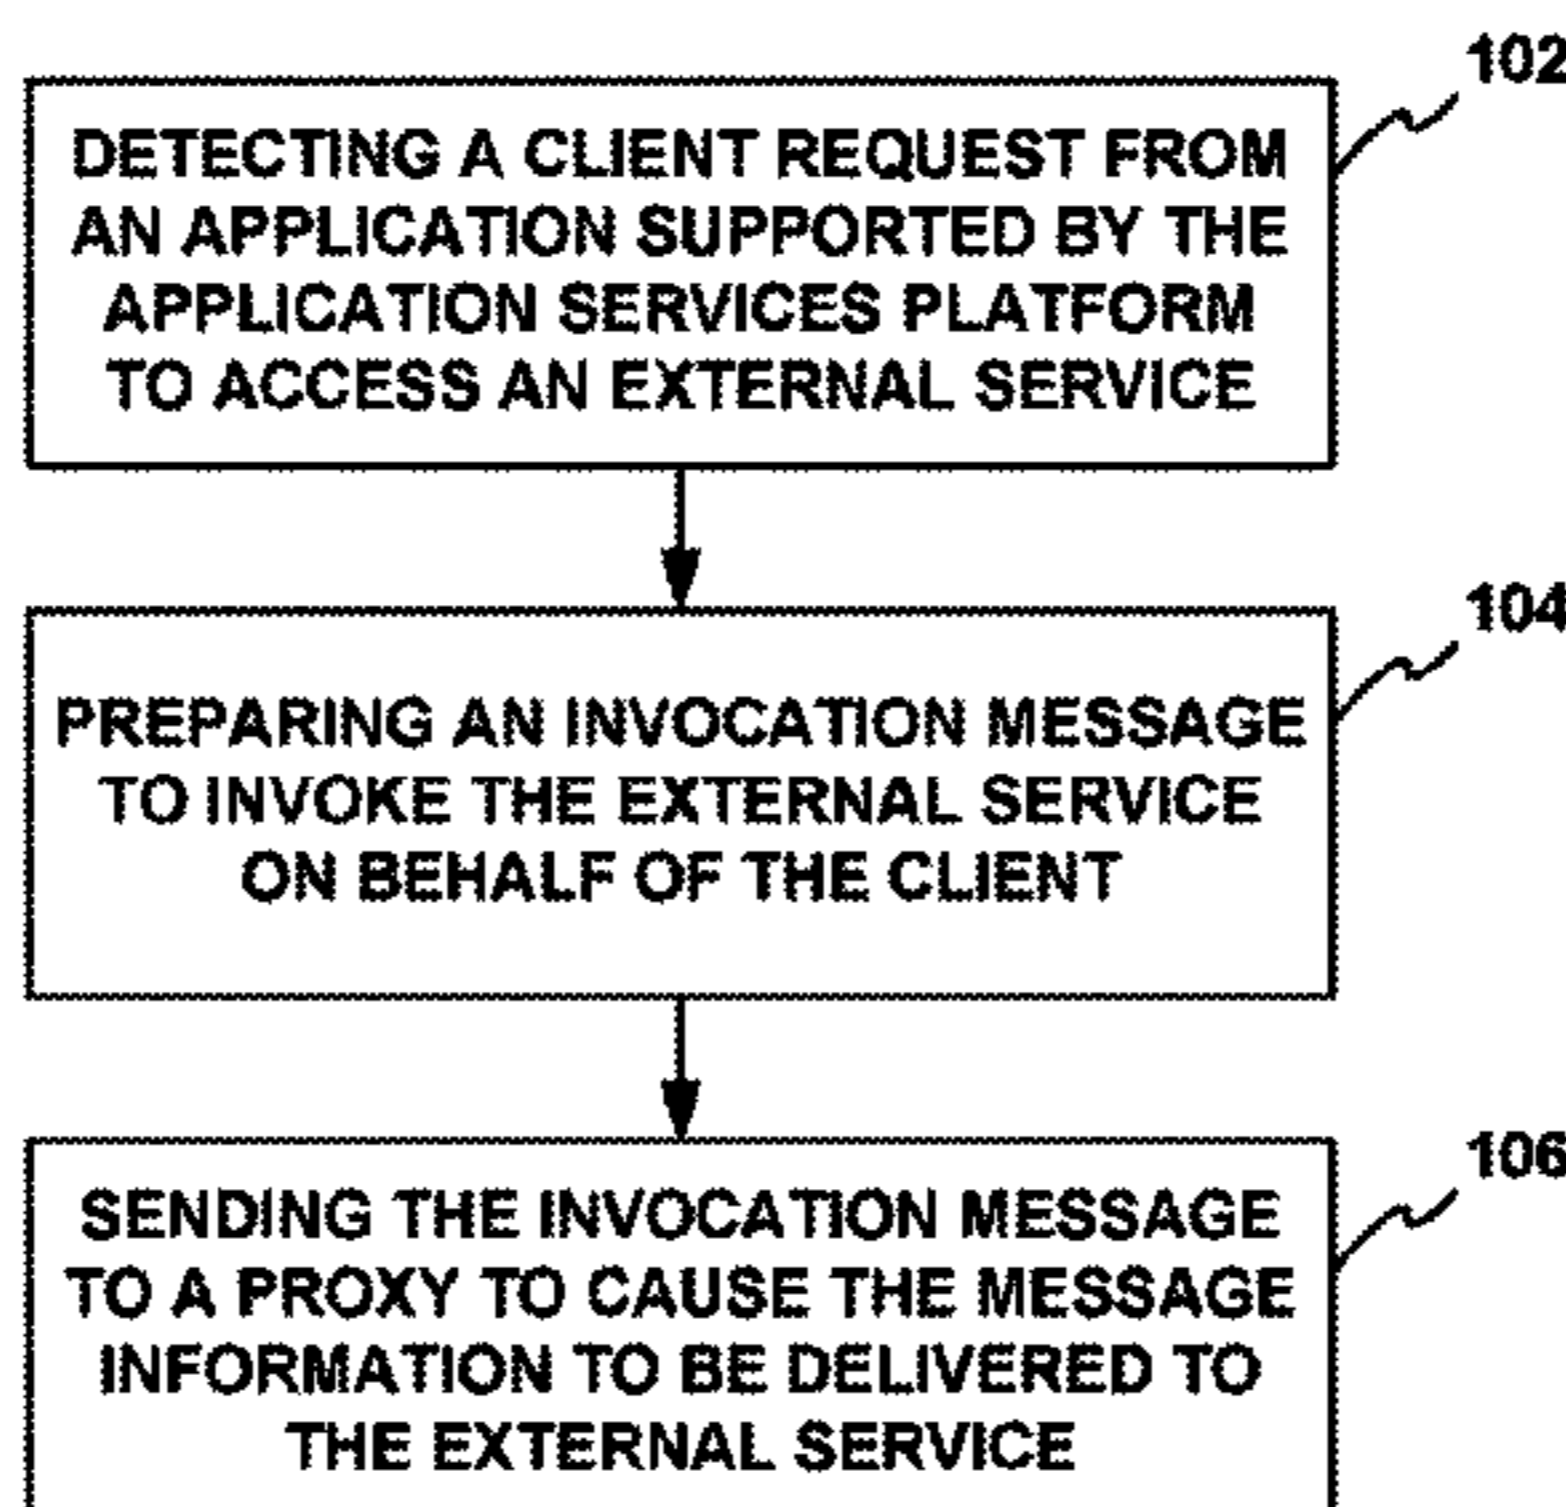 102
DETECTING A CLIENT REQUEST FROM
AN APPLICATION SUPPORTED BY THE
APPLICATION SERVICES PLATFORM
TO ACCESS AN EXTERNAL SERVICE
104
PREPARING AN INVOCATION MESSAGE
TO INVOKE THE EXTERNAL SERVICE
ON BEHALF OF THE CLIENT
106
SENDING THE INVOCATION MESSAGE
TO A PROXY TO CAUSE THE MESSAGE
INFORMATION TO BE DELIVERED TO
THE EXTERNAL SERVICE